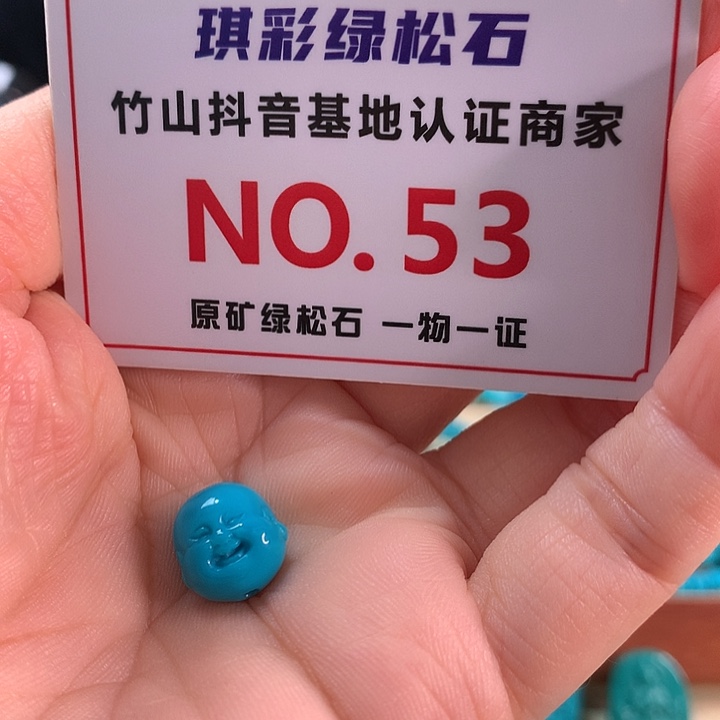 琪彩绿松石
竹山抖音基地认证商家
NO. 53
原矿绿松石 一物一证